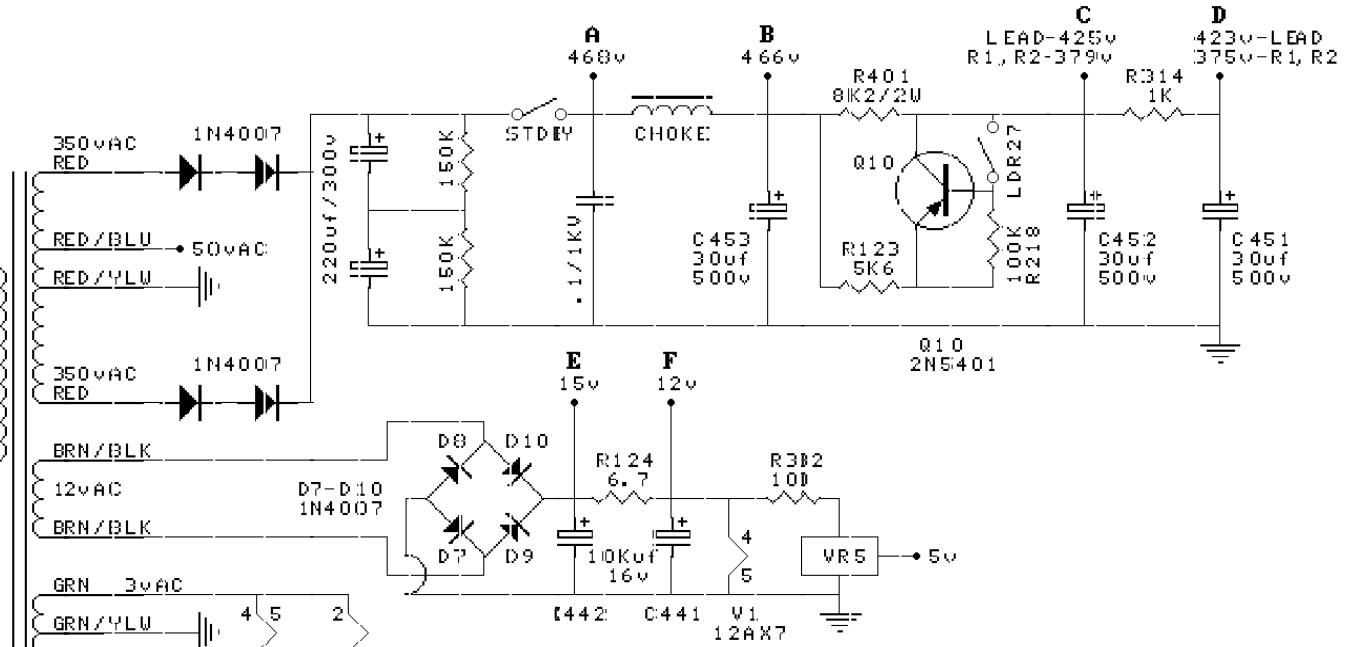 A
468v
B
466v
C
LEAD-425v
R1,R2-379v
D
423v-LEAD
375v-R1,R2
R401
8K2/2W
R314
1K
350vAC
RED
1N4007
220uf/300v
150K
150K
STDBY
CHOKE
.1/1KV
Q10
LDR27
RED/BLU
50vAC
RED/YLW
C453
30uf
500v
R123
5K6
100K
R218
C452
30uf
500v
C451
30uf
500v
Q10
2N5401
350vAC
RED
1N4007
E
15v
F
12v
BRN/BLK
12vAC
BRN/BLK
D7-D10
1N4007
D8
D10
D7
D9
R124
6.7
10Kuf
16v
C442
C441
4
5
V1
12AX7
VR5
5v
GRN
3vAC
GRN/YLW
4
5
2